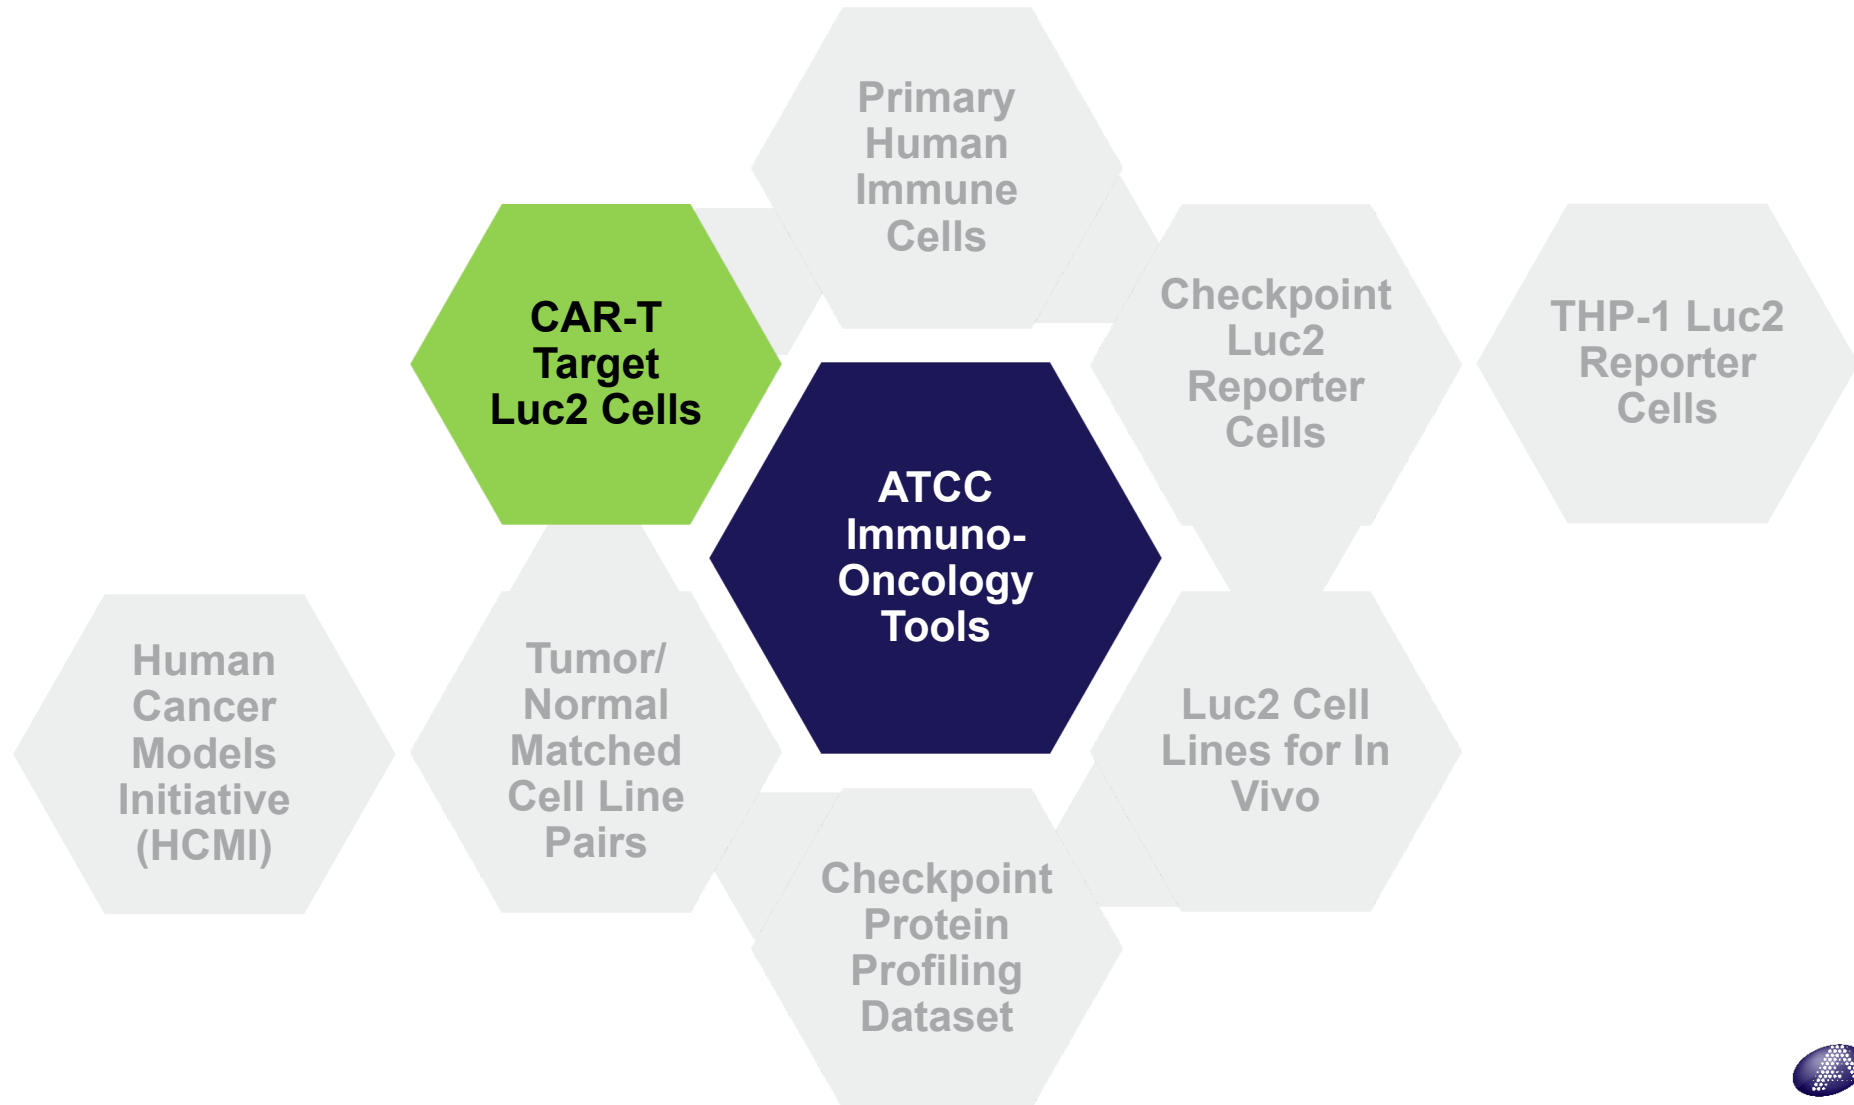 Primary
Human
Immune
Cells
CAR-T
Target
Luc2 Cells
Checkpoint
Luc2
Reporter
Cells
THP-1 Luc2
Reporter
Cells
ATCC
Immuno-
Oncology
Tools
Human
Cancer
Models
Initiative
(HCMI)
Tumor/
Normal
Matched
Cell Line
Pairs
Luc2 Cell
Lines for In
Vivo
Checkpoint
Protein
Profiling
Dataset